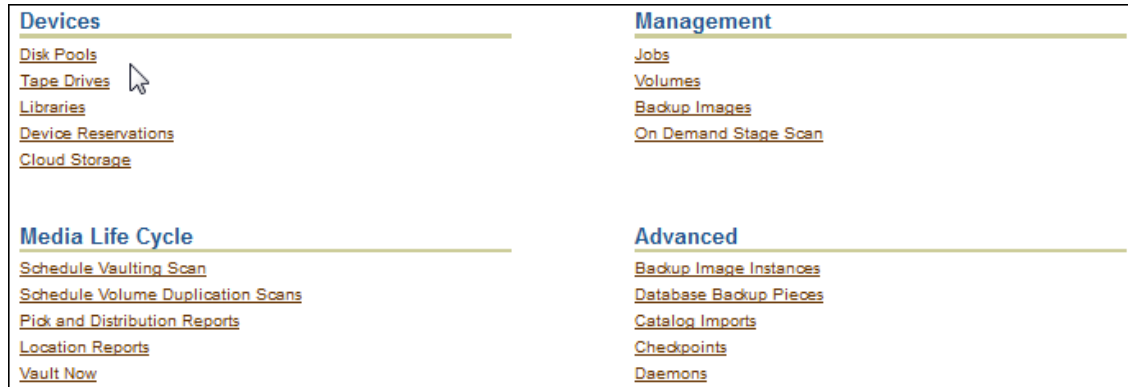 Devices
Disk Pools
Tape Drives
Libraries
Device Reservations
Cloud Storage
Management
Jobs
Volumes
Backup Images
On Demand Stage Scan
Media Life Cycle
Schedule Vaulting Scan
Schedule Volume Duplication Scans
Pick and Distribution Reports
Location Reports
Vault Now
Advanced
Backup Image Instances
Database Backup Pieces
Catalog Imports
Checkpoints
Daemons